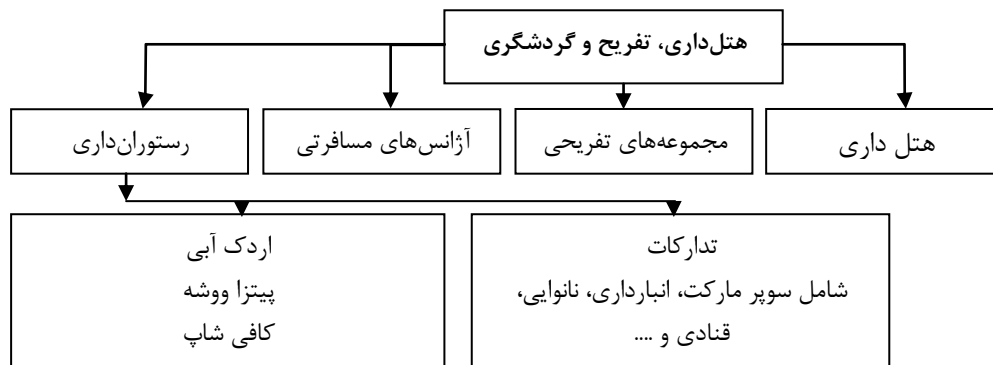 هتل‌داری، تفریح و گردشگری
هتل داری
مجموعه‌های تفریحی
آژانس‌های مسافرتی
رستوران‌داری
تدارکات
شامل سوپر مارکت، انبارداری، نانوایی،
قنادی و ....
اردک آبی
پیتزا ووشه
کافی شاپ